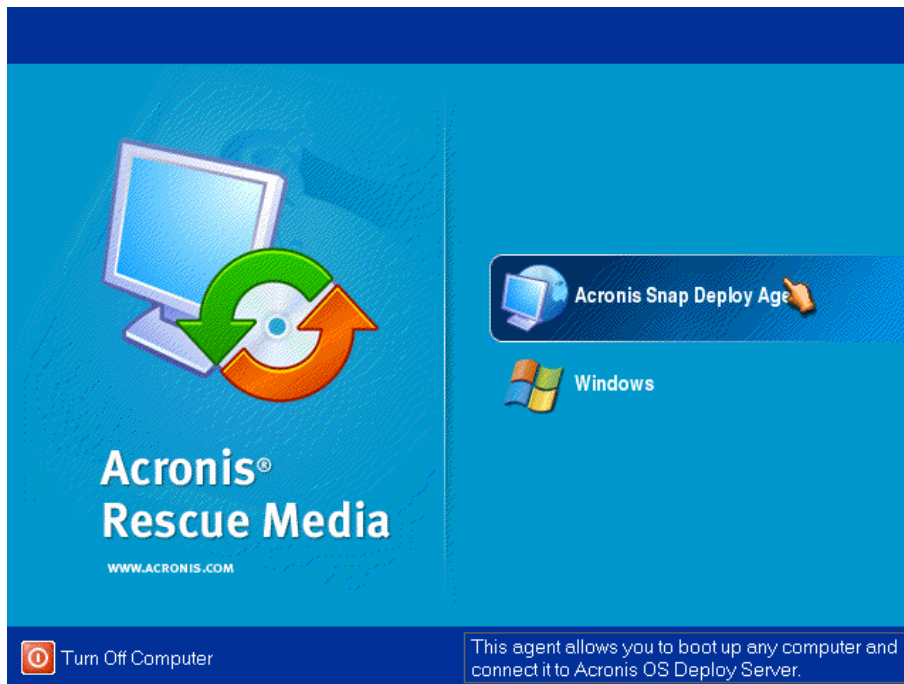 Acronis Snap Deploy Age
Windows
Acronis®
Rescue Media
WWW.ACRONIS.COM
Turn Off Computer
This agent allows you to boot up any computer and
connect it to Acronis OS Deploy Server.